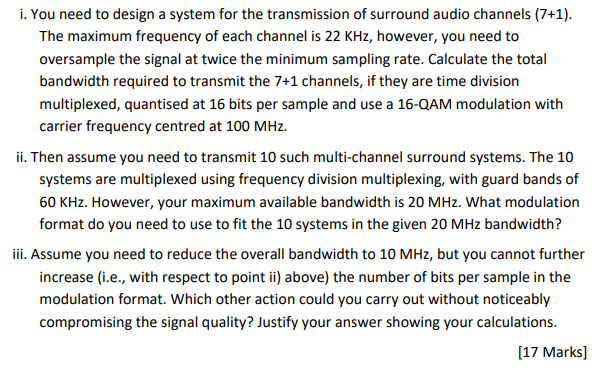 i. You need to design a system for the transmission of surround audio channels (7+1).
The maximum frequency of each channel is 22 KHz, however, you need to
oversample the signal at twice the minimum sampling rate. Calculate the total
bandwidth required to transmit the 7+1 channels, if they are time division
multiplexed, quantised at 16 bits per sample and use a 16-QAM modulation with
carrier frequency centred at 100 MHz.
ii. Then assume you need to transmit 10 such multi-channel surround systems. The 10
systems are multiplexed using frequency division multiplexing, with guard bands of
60 KHz. However, your maximum available bandwidth is 20 MHz. What modulation
format do you need to use to fit the 10 systems in the given 20 MHz bandwidth?
iii. Assume you need to reduce the overall bandwidth to 10 MHz, but you cannot further
increase (i.e., with respect to point ii) above) the number of bits per sample in the
modulation format. Which other action could you carry out without noticeably
compromising the signal quality? Justify your answer showing your calculations.
[17 Marks]